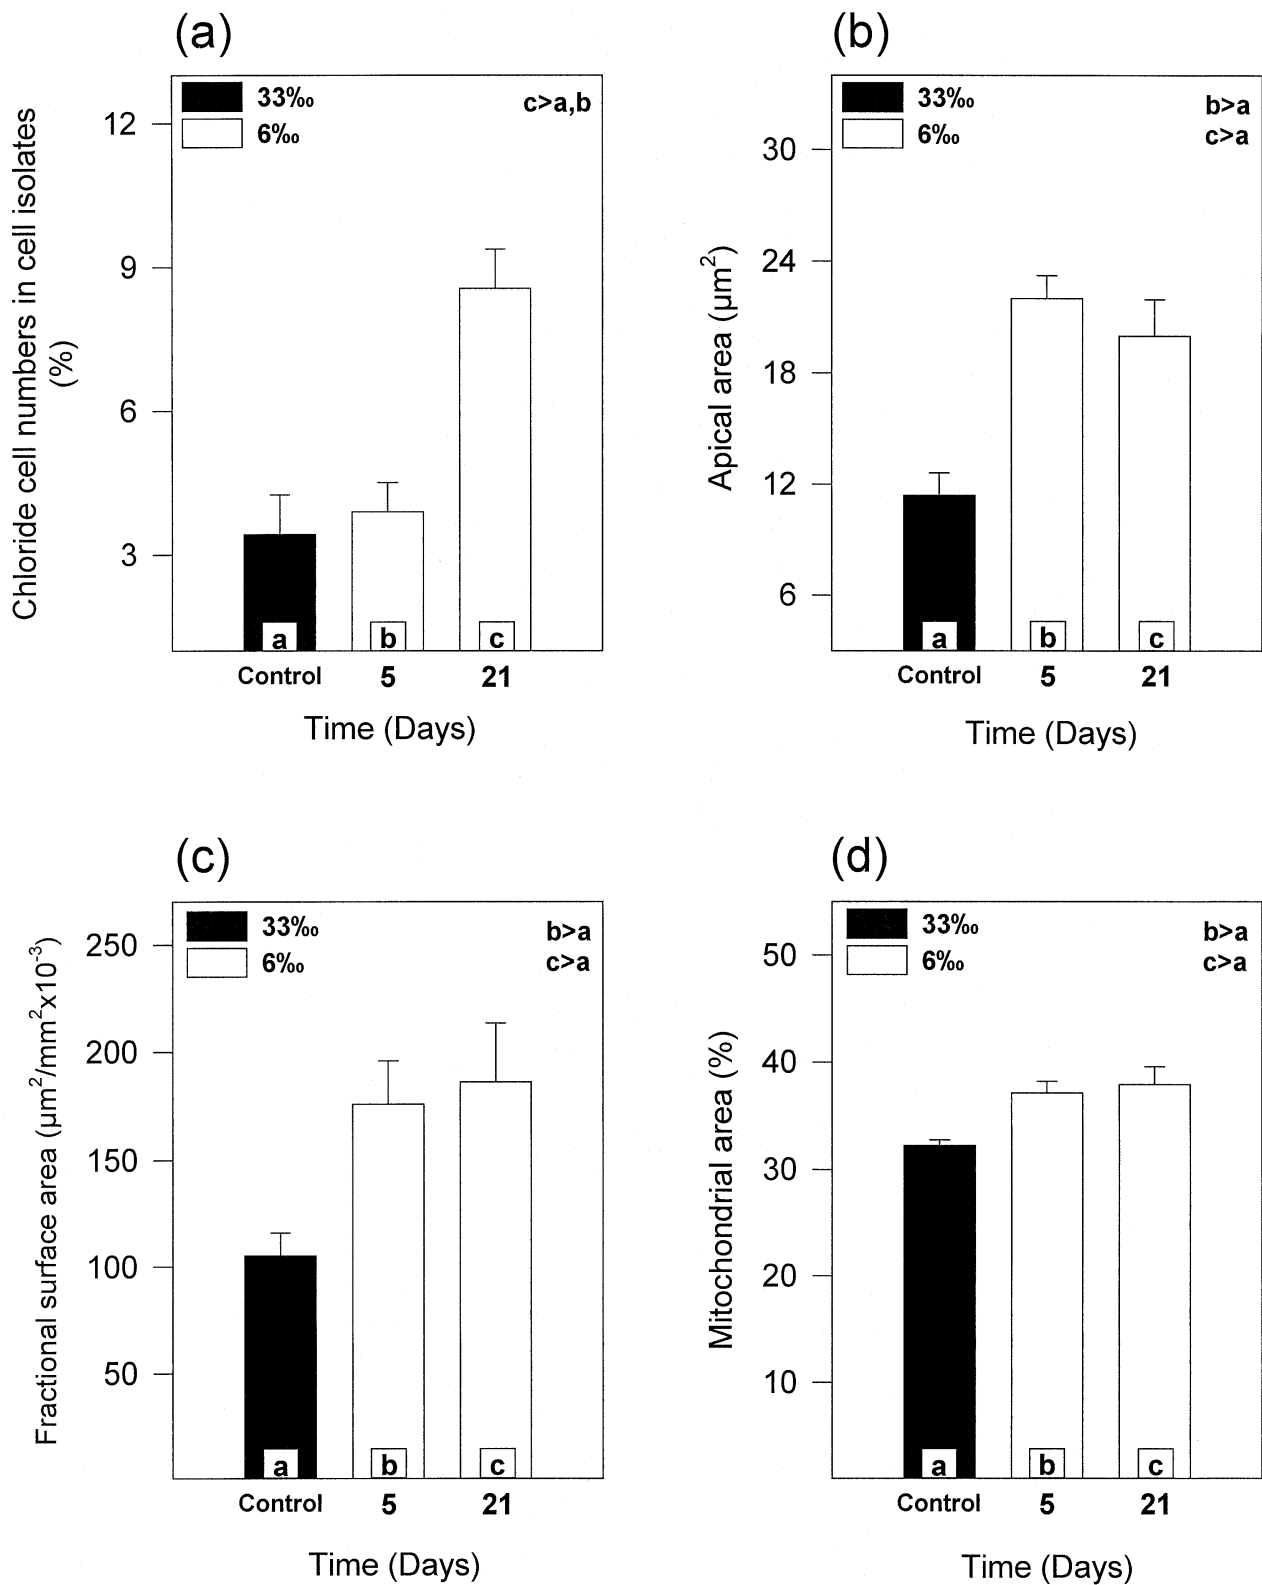 (a)
33‰
6‰
c>a,b
Chloride cell numbers in cell isolates
(%)
12
9
6
3
a
b
c
Control
5
21
Time (Days)
(b)
33‰
6‰
b>a
c>a
Apical area (µm²)
30
24
18
12
6
a
b
c
Control
5
21
Time (Days)
(c)
33‰
6‰
b>a
c>a
Fractional surface area (µm²/mm²x10⁻³)
250
200
150
100
50
a
b
c
Control
5
21
Time (Days)
(d)
33‰
6‰
b>a
c>a
Mitochondrial area (%)
50
40
30
20
10
a
b
c
Control
5
21
Time (Days)